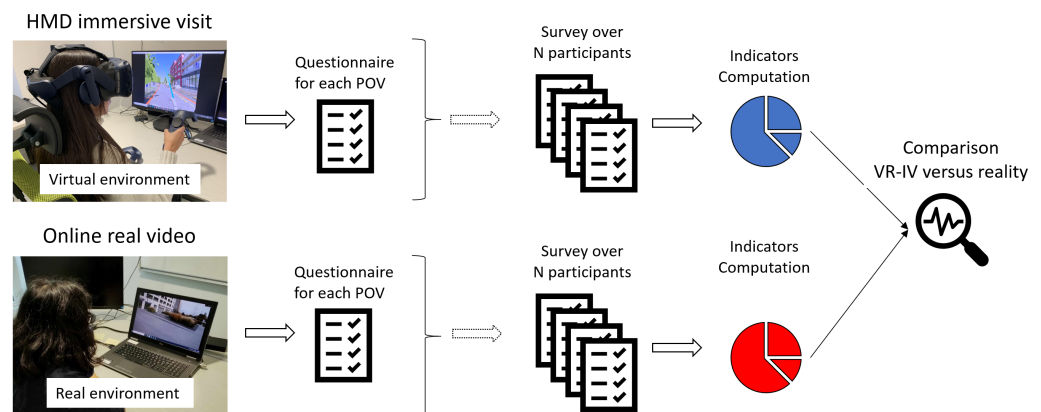 HMD immersive visit
Virtual environment
Questionnaire
for each POV
Survey over
N participants
Indicators
Computation
Comparison
VR-IV versus reality
Online real video
Real environment
Questionnaire
for each POV
Survey over
N participants
Indicators
Computation